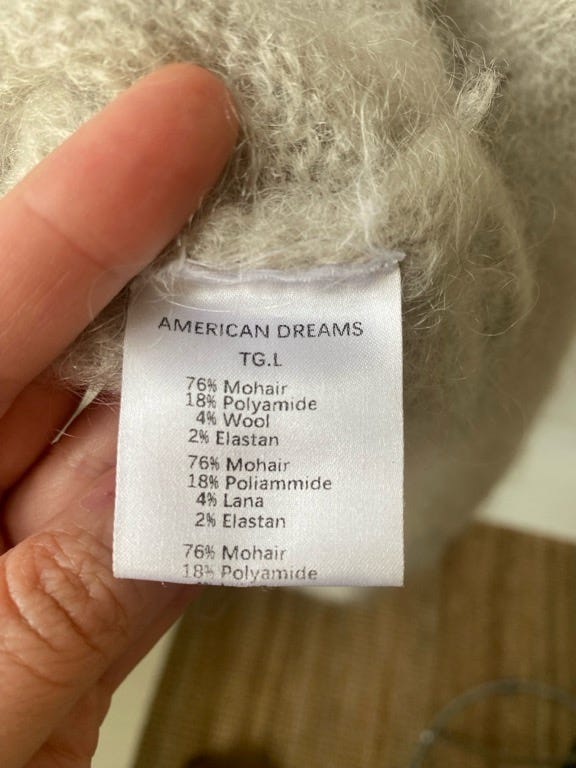 AMERICAN DREAMS
TG.L
76% Mohair
18% Polyamide
4% Wool
2% Elastan
76% Mohair
18% Poliammide
4% Lana
2% Elastan
76% Mohair
18% Polyamide